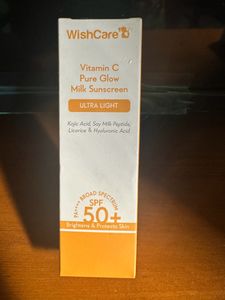 WishCare
Vitamin C
Pure Glow
Milk Sunscreen
ULTRA LIGHT
Kojic Acid, Soy Milk Peptide,
Licorice & Hyaluronic Acid
PA++++ BROAD SPECTRUM
SPF
50+
Brightens & Protects Skin